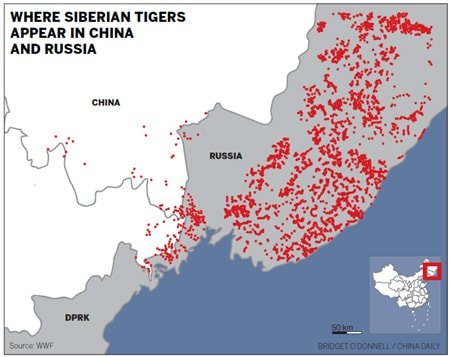 WHERE SIBERIAN TIGERS
APPEAR IN CHINA
AND RUSSIA
CHINA
RUSSIA
DPRK
50 km
Source: WWF
BRIDGET O'DONNELL / CHINA DAILY